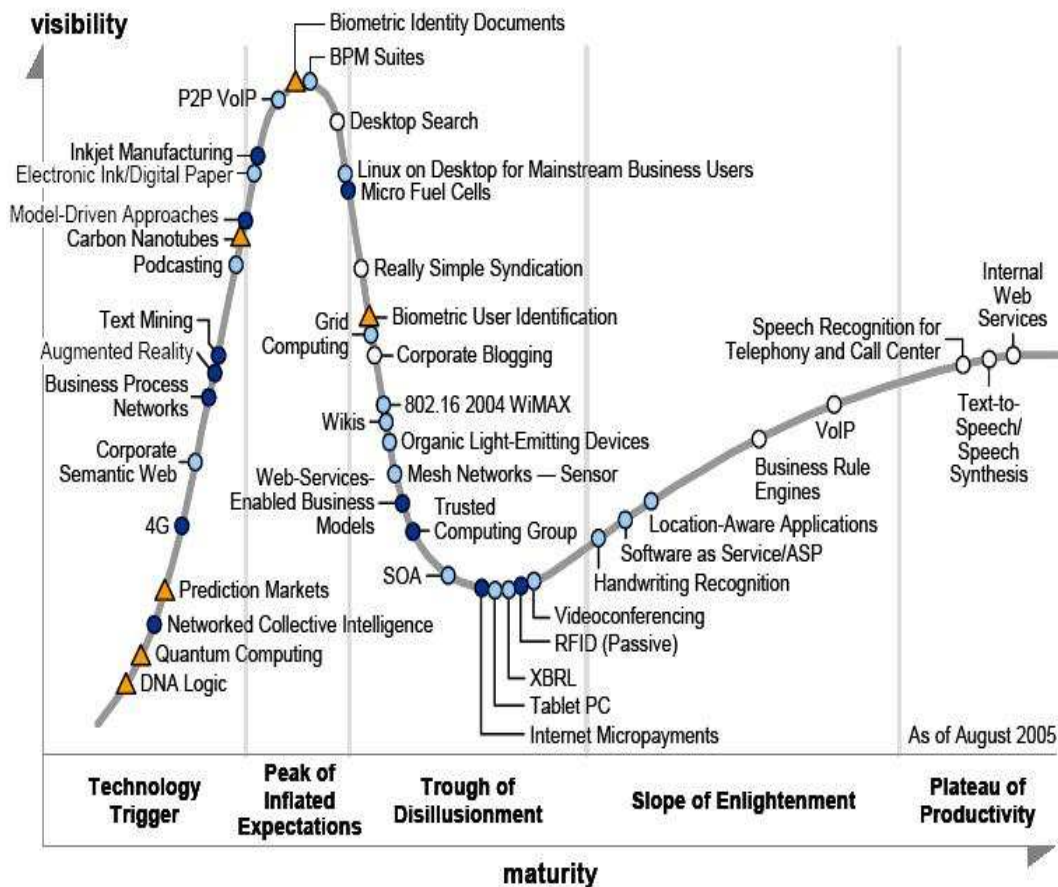 visibility
Biometric Identity Documents
BPM Suites
P2P VoIP
Desktop Search
Inkjet Manufacturing
Electronic Ink/Digital Paper
Linux on Desktop for Mainstream Business Users
Micro Fuel Cells
Model-Driven Approaches
Carbon Nanotubes
Podcasting
Really Simple Syndication
Text Mining
Augmented Reality
Business Process
Networks
Grid
Computing
Biometric User Identification
Corporate Blogging
Internal
Web
Services
Speech Recognition for
Telephony and Call Center
802.16 2004 WiMAX
Wikis
Organic Light-Emitting Devices
VoIP
Text-to-
Speech/
Speech
Synthesis
Corporate
Semantic Web
Mesh Networks — Sensor
Web-Services-
Enabled Business
Models
Trusted
Computing Group
Business Rule
Engines
4G
Location-Aware Applications
Software as Service/ASP
Handwriting Recognition
SOA
Prediction Markets
Networked Collective Intelligence
Quantum Computing
DNA Logic
Videoconferencing
RFID (Passive)
XBRL
Tablet PC
Internet Micropayments
As of August 2005
Technology
Trigger
Peak of
Inflated
Expectations
Trough of
Disillusionment
Slope of Enlightenment
Plateau of
Productivity
maturity